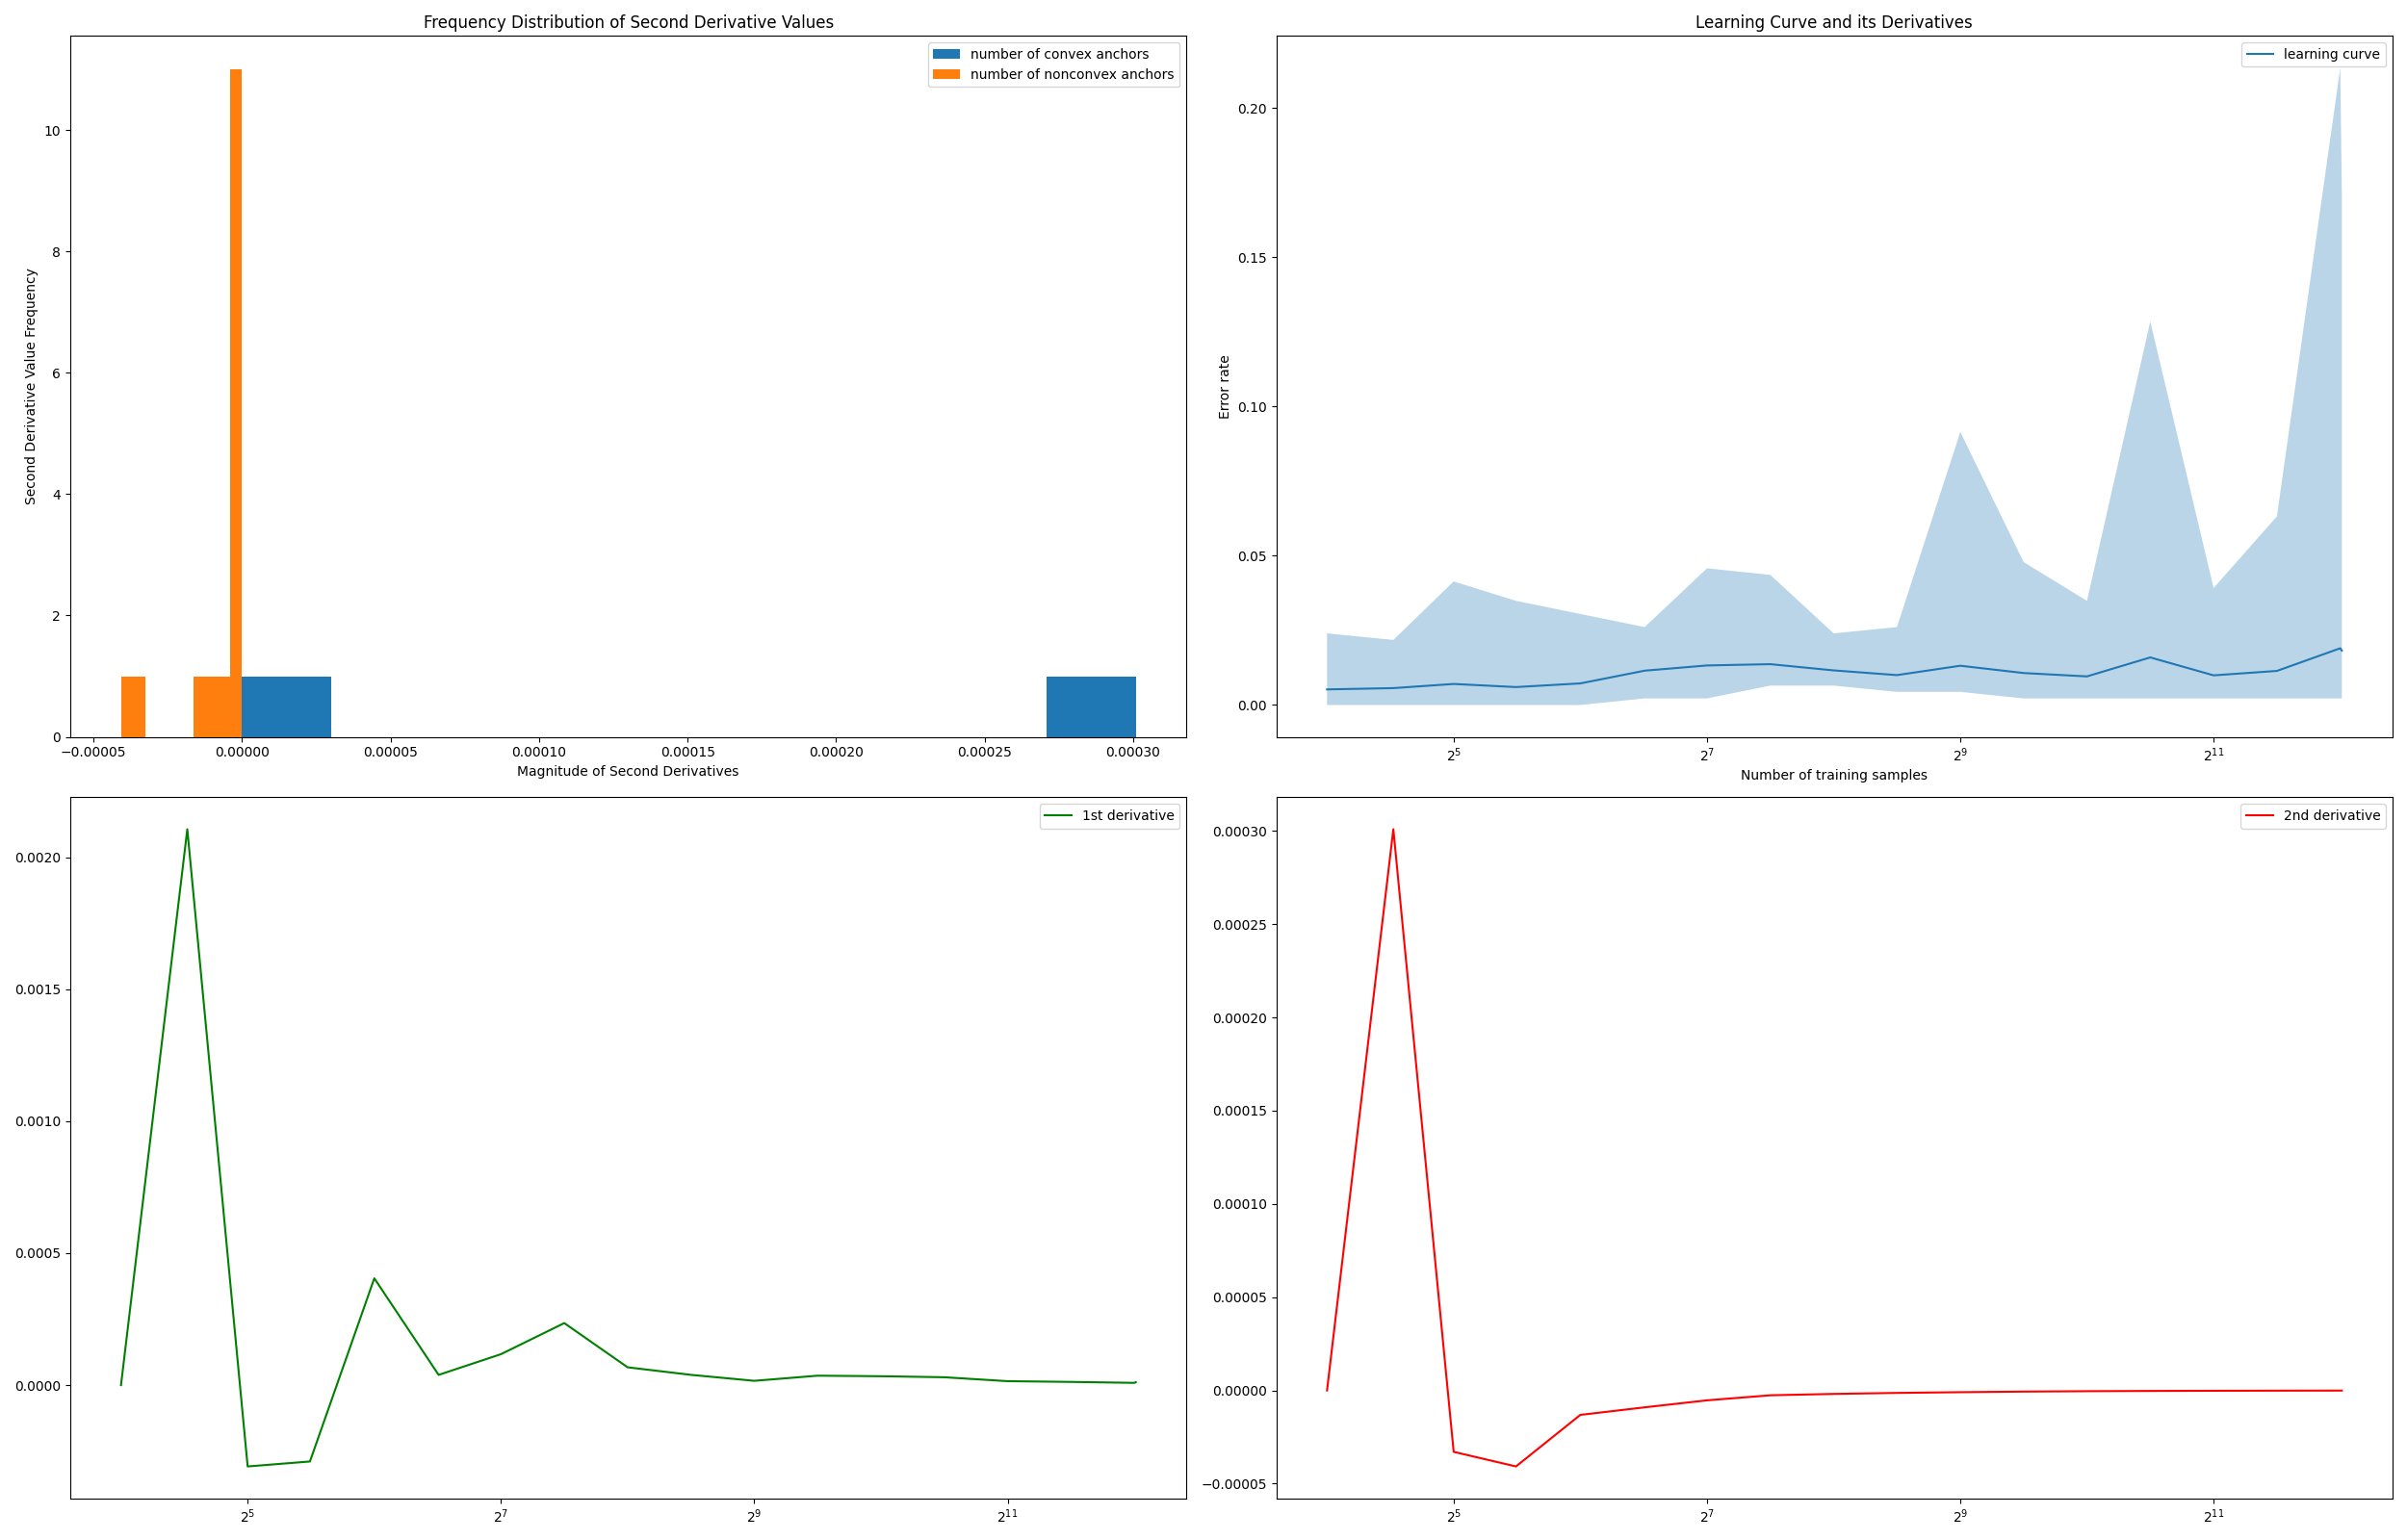 Frequency Distribution of Second Derivative Values
number of convex anchors
number of nonconvex anchors
Second Derivative Value Frequency
10
8
6
4
2
0
−0.00005 0.00000 0.00005 0.00010 0.00015 0.00020 0.00025 0.00030
Magnitude of Second Derivatives
Learning Curve and its Derivatives
learning curve
Error rate
0.20
0.15
0.10
0.05
0.00
2^5 2^7 2^9 2^11
Number of training samples
1st derivative
0.0020
0.0015
0.0010
0.0005
0.0000
2^5 2^7 2^9 2^11
2nd derivative
0.00030
0.00025
0.00020
0.00015
0.00010
0.00005
0.00000
−0.00005
2^5 2^7 2^9 2^11